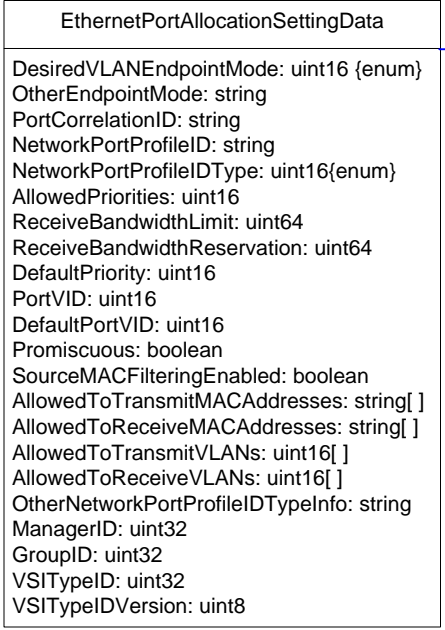 EthernetPortAllocationSettingData
DesiredVLANEndpointMode: uint16 {enum}
OtherEndpointMode: string
PortCorrelationID: string
NetworkPortProfileID: string
NetworkPortProfileIDType: uint16{enum}
AllowedPriorities: uint16
ReceiveBandwidthLimit: uint64
ReceiveBandwidthReservation: uint64
DefaultPriority: uint16
PortVID: uint16
DefaultPortVID: uint16
Promiscuous: boolean
SourceMACFilteringEnabled: boolean
AllowedToTransmitMACAddresses: string[ ]
AllowedToReceiveMACAddresses: string[ ]
AllowedToTransmitVLANs: uint16[ ]
AllowedToReceiveVLANs: uint16[ ]
OtherNetworkPortProfileIDTypeInfo: string
ManagerID: uint32
GroupID: uint32
VSITypeID: uint32
VSITypeIDVersion: uint8